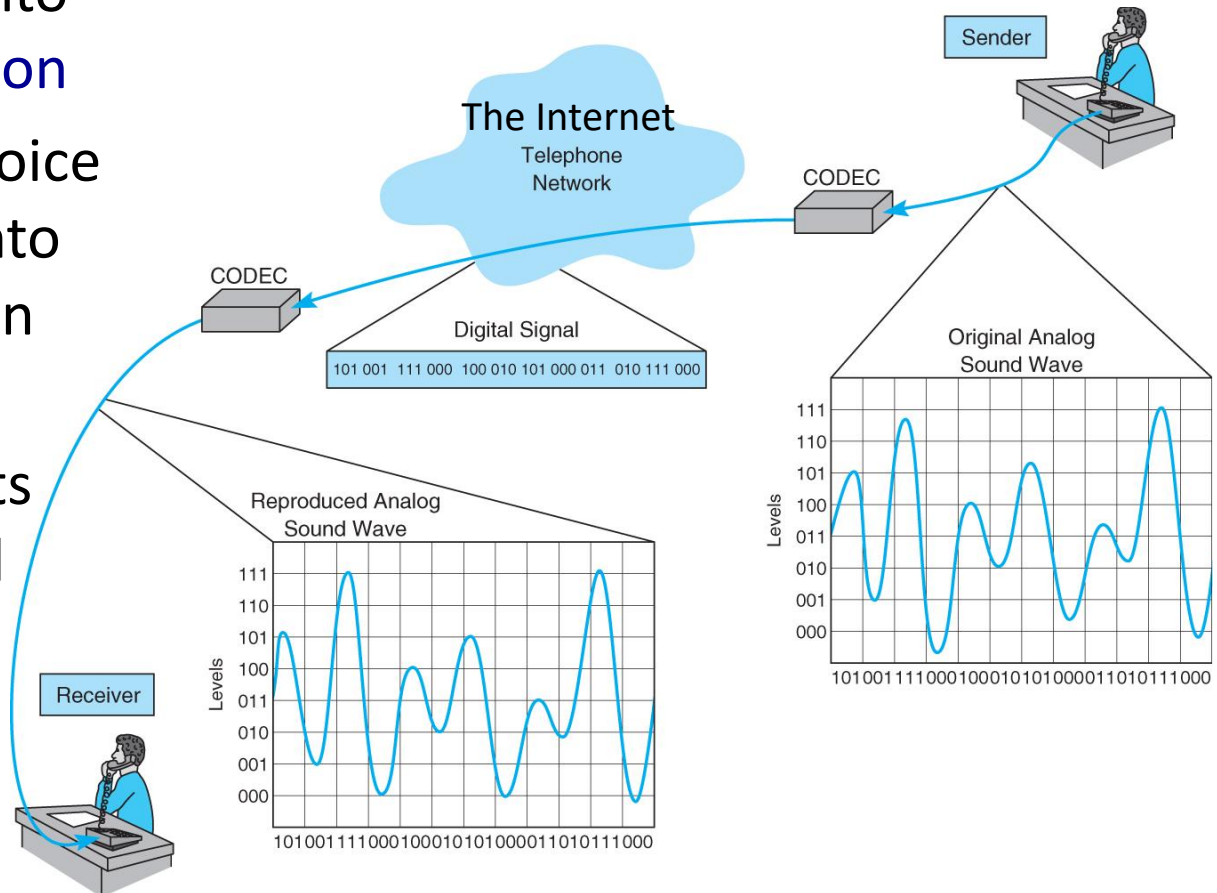 nto
on
oice
nto
n
ts
d
Sender
The Internet
Telephone
Network
CODEC
CODEC
Digital Signal
101 001 111 000 100 010 101 000 011 010 111 000
Original Analog
Sound Wave
Levels
111
110
101
100
011
010
001
000
101001111000100010101000011010111000
Reproduced Analog
Sound Wave
Levels
111
110
101
100
011
010
001
000
101001111000100010101000011010111000
Receiver